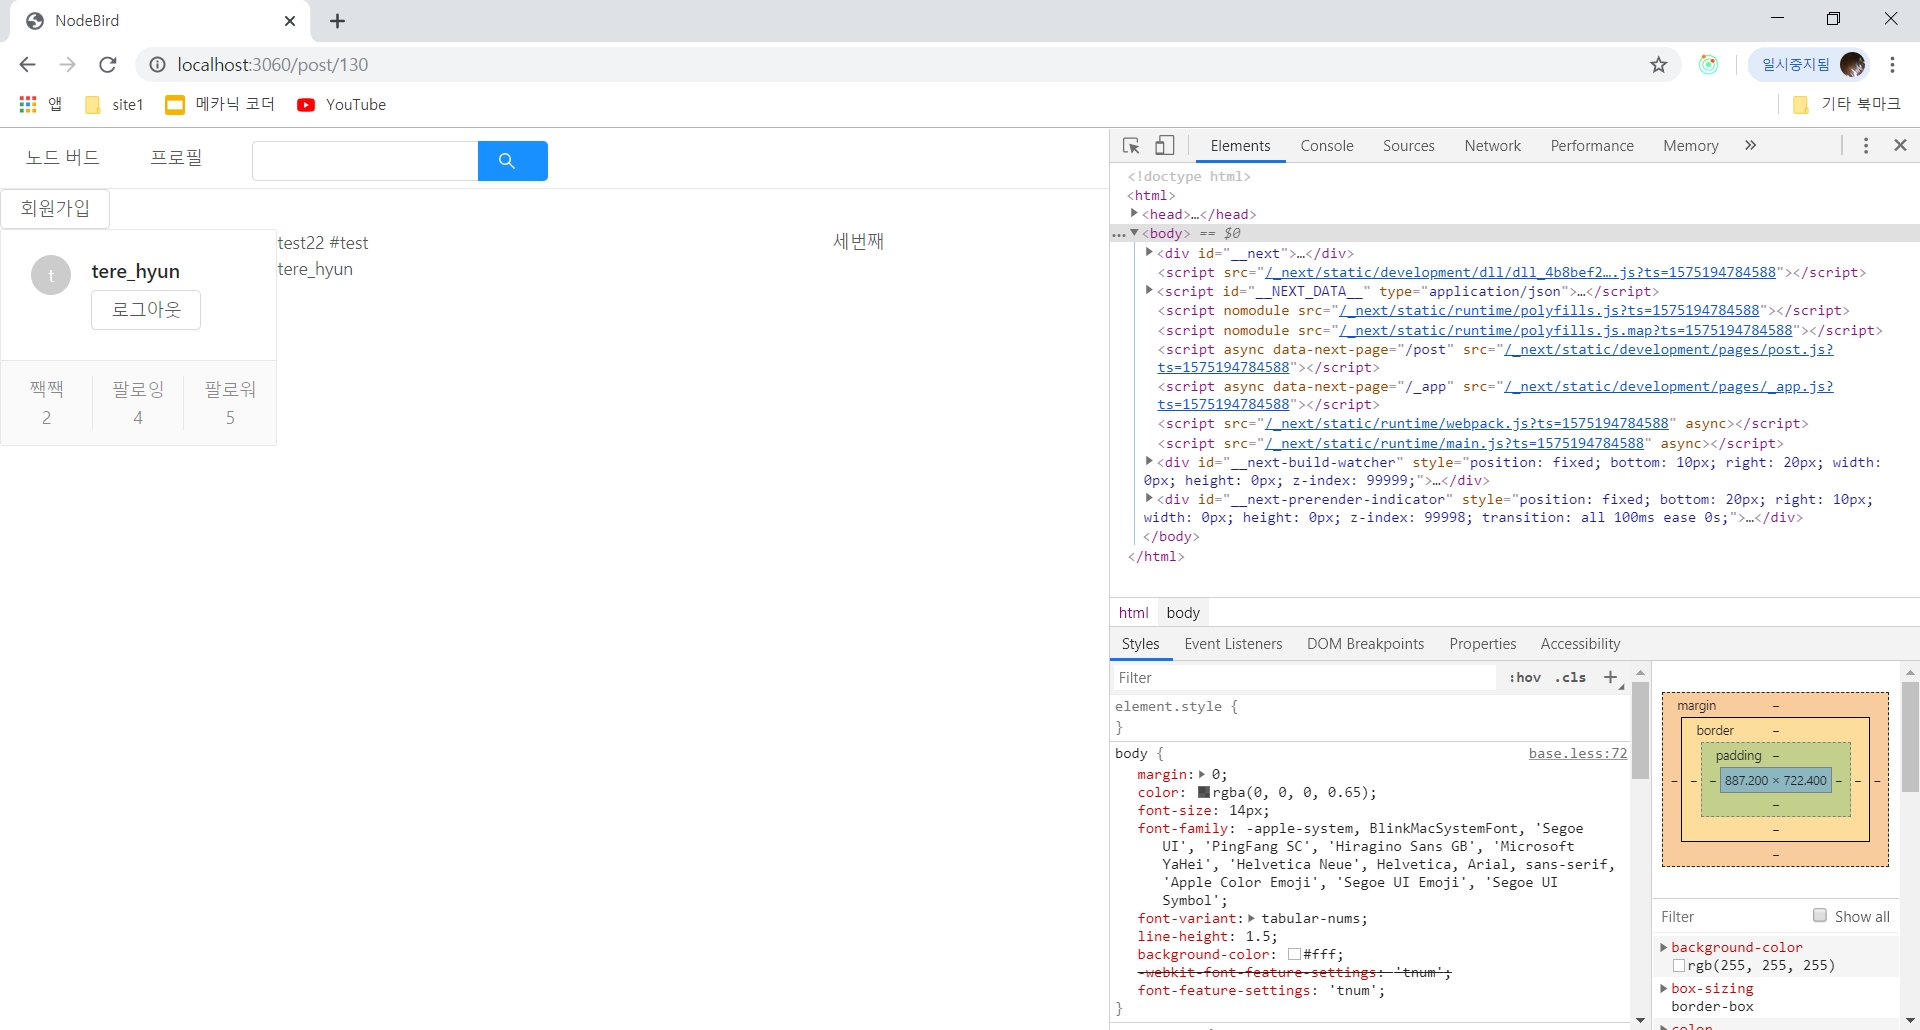 NodeBird
localhost:3060/post/130
일시중지됨
앱
site1
메카닉 코더
YouTube
기타 북마크
노드 버드
프로필
회원가입
t
tere_hyun
로그아웃
짹짹
2
팔로잉
4
팔로워
5
test22 #test
tere_hyun
세번째
Elements Console Sources Network Performance Memory »
<!doctype html>
<html>
<head>…</head>
…<body> == $0
<div id="__next">…</div>
<script src="/_next/static/development/dll/dll_4b8bef2….js?ts=1575194784588"></script>
<script id="__NEXT_DATA__" type="application/json">…</script>
<script nomodule src="/_next/static/runtime/polyfills.js?ts=1575194784588"></script>
<script nomodule src="/_next/static/runtime/polyfills.js.map?ts=1575194784588"></script>
<script async data-next-page="/post" src="/_next/static/development/pages/post.js?
ts=1575194784588"></script>
<script async data-next-page="/_app" src="/_next/static/development/pages/_app.js?
ts=1575194784588"></script>
<script src="/_next/static/runtime/webpack.js?ts=1575194784588" async></script>
<script src="/_next/static/runtime/main.js?ts=1575194784588" async></script>
<div id="__next-build-watcher" style="position: fixed; bottom: 10px; right: 20px; width:
0px; height: 0px; z-index: 99999;">…</div>
<div id="__next-prerender-indicator" style="position: fixed; bottom: 20px; right: 10px;
width: 0px; height: 0px; z-index: 99998; transition: all 100ms ease 0s;">…</div>
</body>
</html>
html body
Styles Event Listeners DOM Breakpoints Properties Accessibility
Filter :hov .cls +
element.style {
}
body { base.less:72
margin: 0;
color: rgba(0, 0, 0, 0.65);
font-size: 14px;
font-family: -apple-system, BlinkMacSystemFont, 'Segoe
UI', 'PingFang SC', 'Hiragino Sans GB', 'Microsoft
YaHei', 'Helvetica Neue', Helvetica, Arial, sans-serif,
'Apple Color Emoji', 'Segoe UI Emoji', 'Segoe UI
Symbol';
font-variant: tabular-nums;
line-height: 1.5;
background-color: #fff;
-webkit-font-feature-settings: 'tnum';
font-feature-settings: 'tnum';
}
margin –
border –
padding –
– – – 887.200 × 722.400 – – –
–
–
–
Filter Show all
background-color
rgb(255, 255, 255)
box-sizing
border-box
color